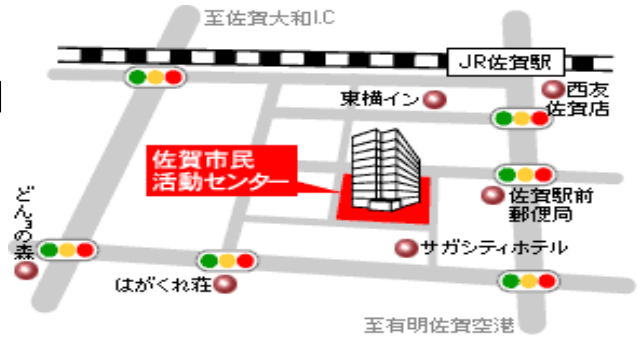 至佐賀大和I.C
JR佐賀駅
東横イン
西友
佐賀店
佐賀市民
活動センター
佐賀駅前
郵便局
どん3の森
サガシティホテル
はがくれ荘
至有明佐賀空港